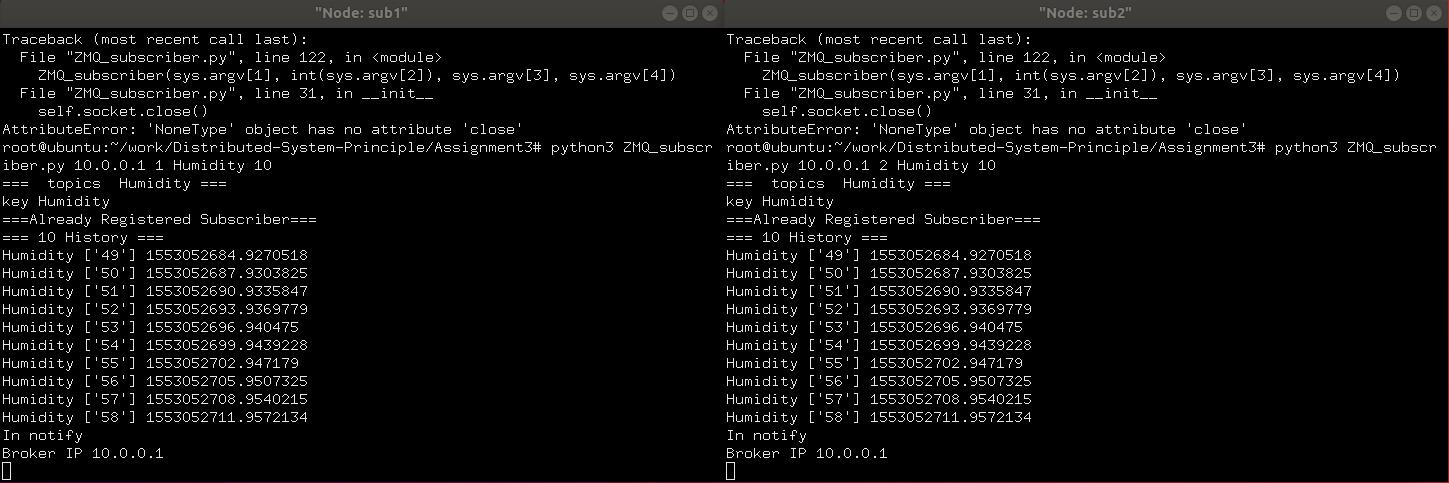 "Node: sub1"
Traceback (most recent call last):
  File "ZMQ_subscriber.py", line 122, in <module>
    ZMQ_subscriber(sys.argv[1], int(sys.argv[2]), sys.argv[3], sys.argv[4])
  File "ZMQ_subscriber.py", line 31, in __init__
    self.socket.close()
AttributeError: 'NoneType' object has no attribute 'close'
root@ubuntu:~/work/Distributed-System-Principle/Assignment3# python3 ZMQ_subscr
iber.py 10.0.0.1 1 Humidity 10
===  topics  Humidity ===
key Humidity
===Already Registered Subscriber===
=== 10 History ===
Humidity ['49'] 1553052684.9270518
Humidity ['50'] 1553052687.9303825
Humidity ['51'] 1553052690.9335847
Humidity ['52'] 1553052693.9369779
Humidity ['53'] 1553052696.940475
Humidity ['54'] 1553052699.9439228
Humidity ['55'] 1553052702.947179
Humidity ['56'] 1553052705.9507325
Humidity ['57'] 1553052708.9540215
Humidity ['58'] 1553052711.9572134
In notify
Broker IP 10.0.0.1
"Node: sub2"
Traceback (most recent call last):
  File "ZMQ_subscriber.py", line 122, in <module>
    ZMQ_subscriber(sys.argv[1], int(sys.argv[2]), sys.argv[3], sys.argv[4])
  File "ZMQ_subscriber.py", line 31, in __init__
    self.socket.close()
AttributeError: 'NoneType' object has no attribute 'close'
root@ubuntu:~/work/Distributed-System-Principle/Assignment3# python3 ZMQ_subscr
iber.py 10.0.0.1 2 Humidity 10
===  topics  Humidity ===
key Humidity
===Already Registered Subscriber===
=== 10 History ===
Humidity ['49'] 1553052684.9270518
Humidity ['50'] 1553052687.9303825
Humidity ['51'] 1553052690.9335847
Humidity ['52'] 1553052693.9369779
Humidity ['53'] 1553052696.940475
Humidity ['54'] 1553052699.9439228
Humidity ['55'] 1553052702.947179
Humidity ['56'] 1553052705.9507325
Humidity ['57'] 1553052708.9540215
Humidity ['58'] 1553052711.9572134
In notify
Broker IP 10.0.0.1